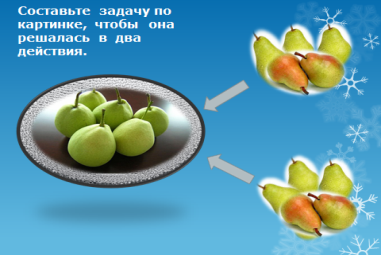 Составьте задачу по
картинке, чтобы она
решалась в два
действия.